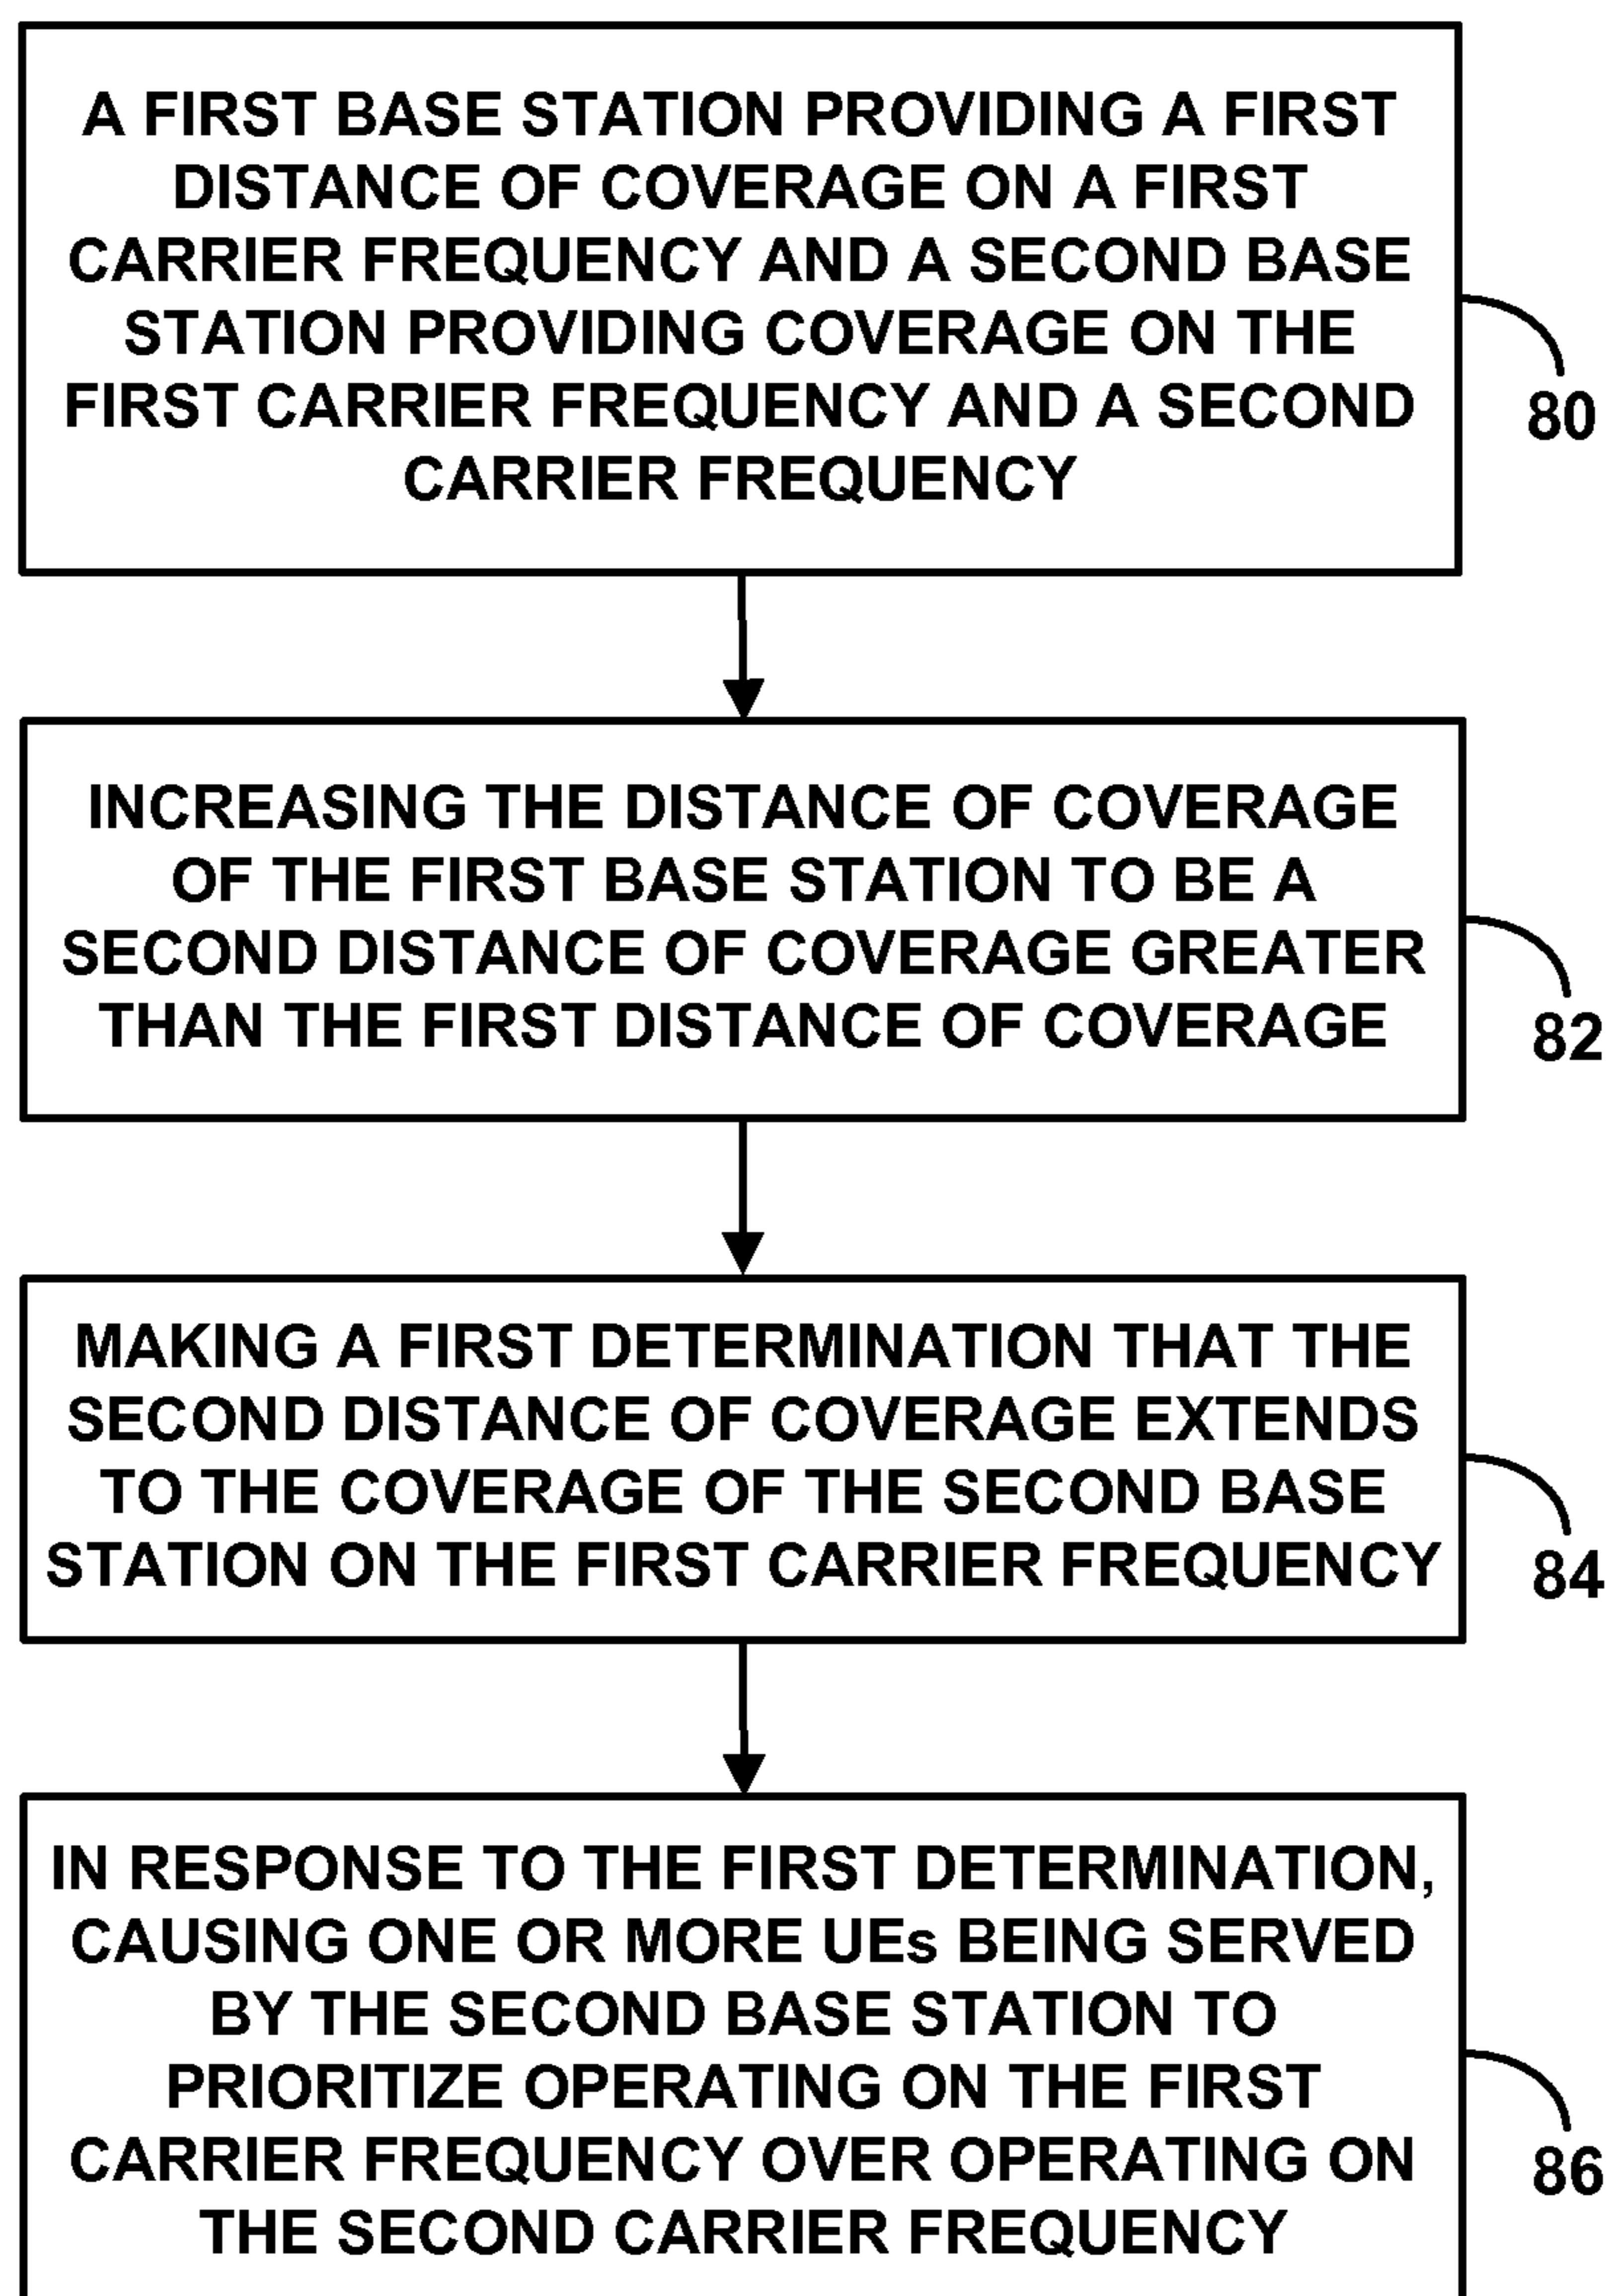 A FIRST BASE STATION PROVIDING A FIRST
DISTANCE OF COVERAGE ON A FIRST
CARRIER FREQUENCY AND A SECOND BASE
STATION PROVIDING COVERAGE ON THE
FIRST CARRIER FREQUENCY AND A SECOND
CARRIER FREQUENCY
80
INCREASING THE DISTANCE OF COVERAGE
OF THE FIRST BASE STATION TO BE A
SECOND DISTANCE OF COVERAGE GREATER
THAN THE FIRST DISTANCE OF COVERAGE
82
MAKING A FIRST DETERMINATION THAT THE
SECOND DISTANCE OF COVERAGE EXTENDS
TO THE COVERAGE OF THE SECOND BASE
STATION ON THE FIRST CARRIER FREQUENCY
84
IN RESPONSE TO THE FIRST DETERMINATION,
CAUSING ONE OR MORE UEs BEING SERVED
BY THE SECOND BASE STATION TO
PRIORITIZE OPERATING ON THE FIRST
CARRIER FREQUENCY OVER OPERATING ON
THE SECOND CARRIER FREQUENCY
86